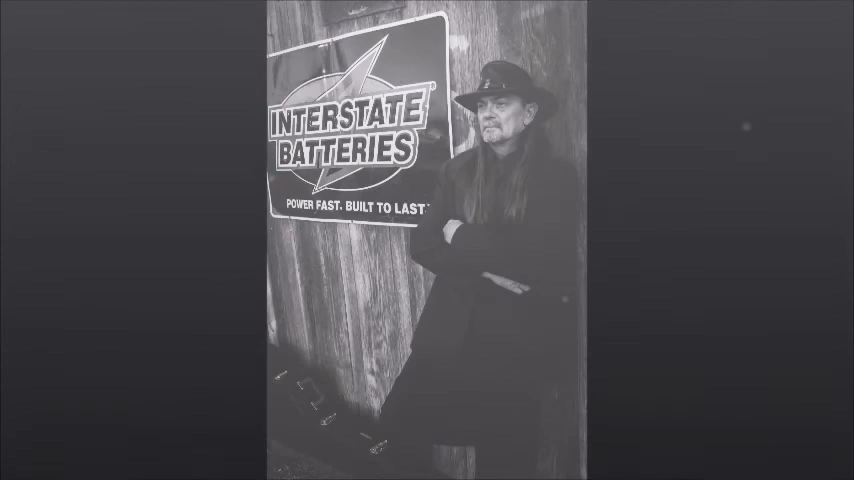 INTERSTATE
BATTERIES
POWER FAST. BUILT TO LAST.